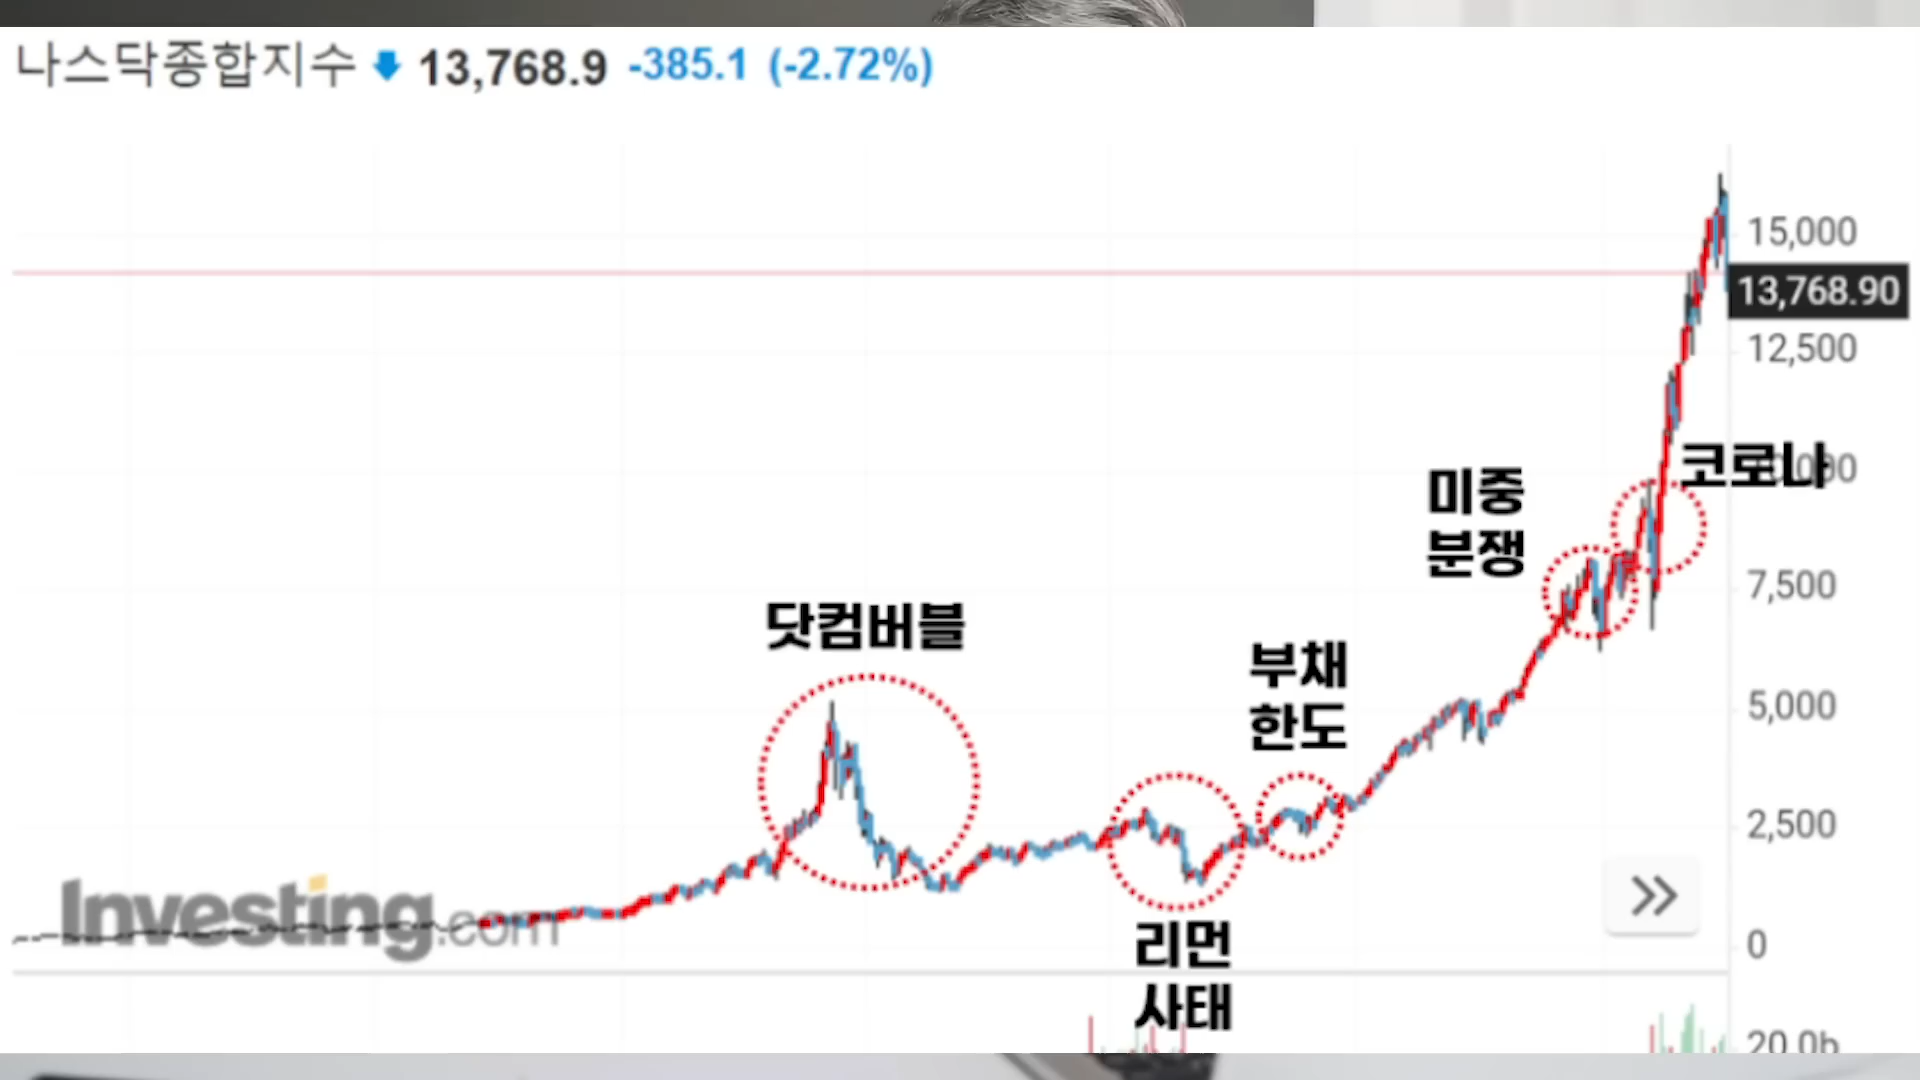 나스닥종합지수 13,768.9 -385.1 (-2.72%)
15,000
13,768.90
12,500
코로나
미중
분쟁
7,500
닷컴버블
부채
한도
5,000
2,500
Investing.com
0
리먼
사태
20.0b